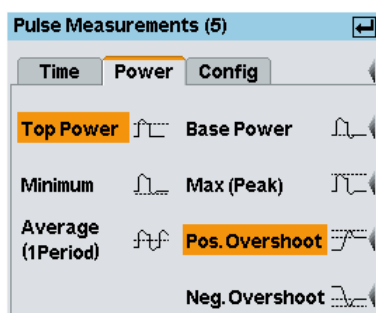 Pulse Measurements (5)
Time Power Config
Top Power Base Power
Minimum Max (Peak)
Average
(1Period)
Pos. Overshoot
Neg. Overshoot